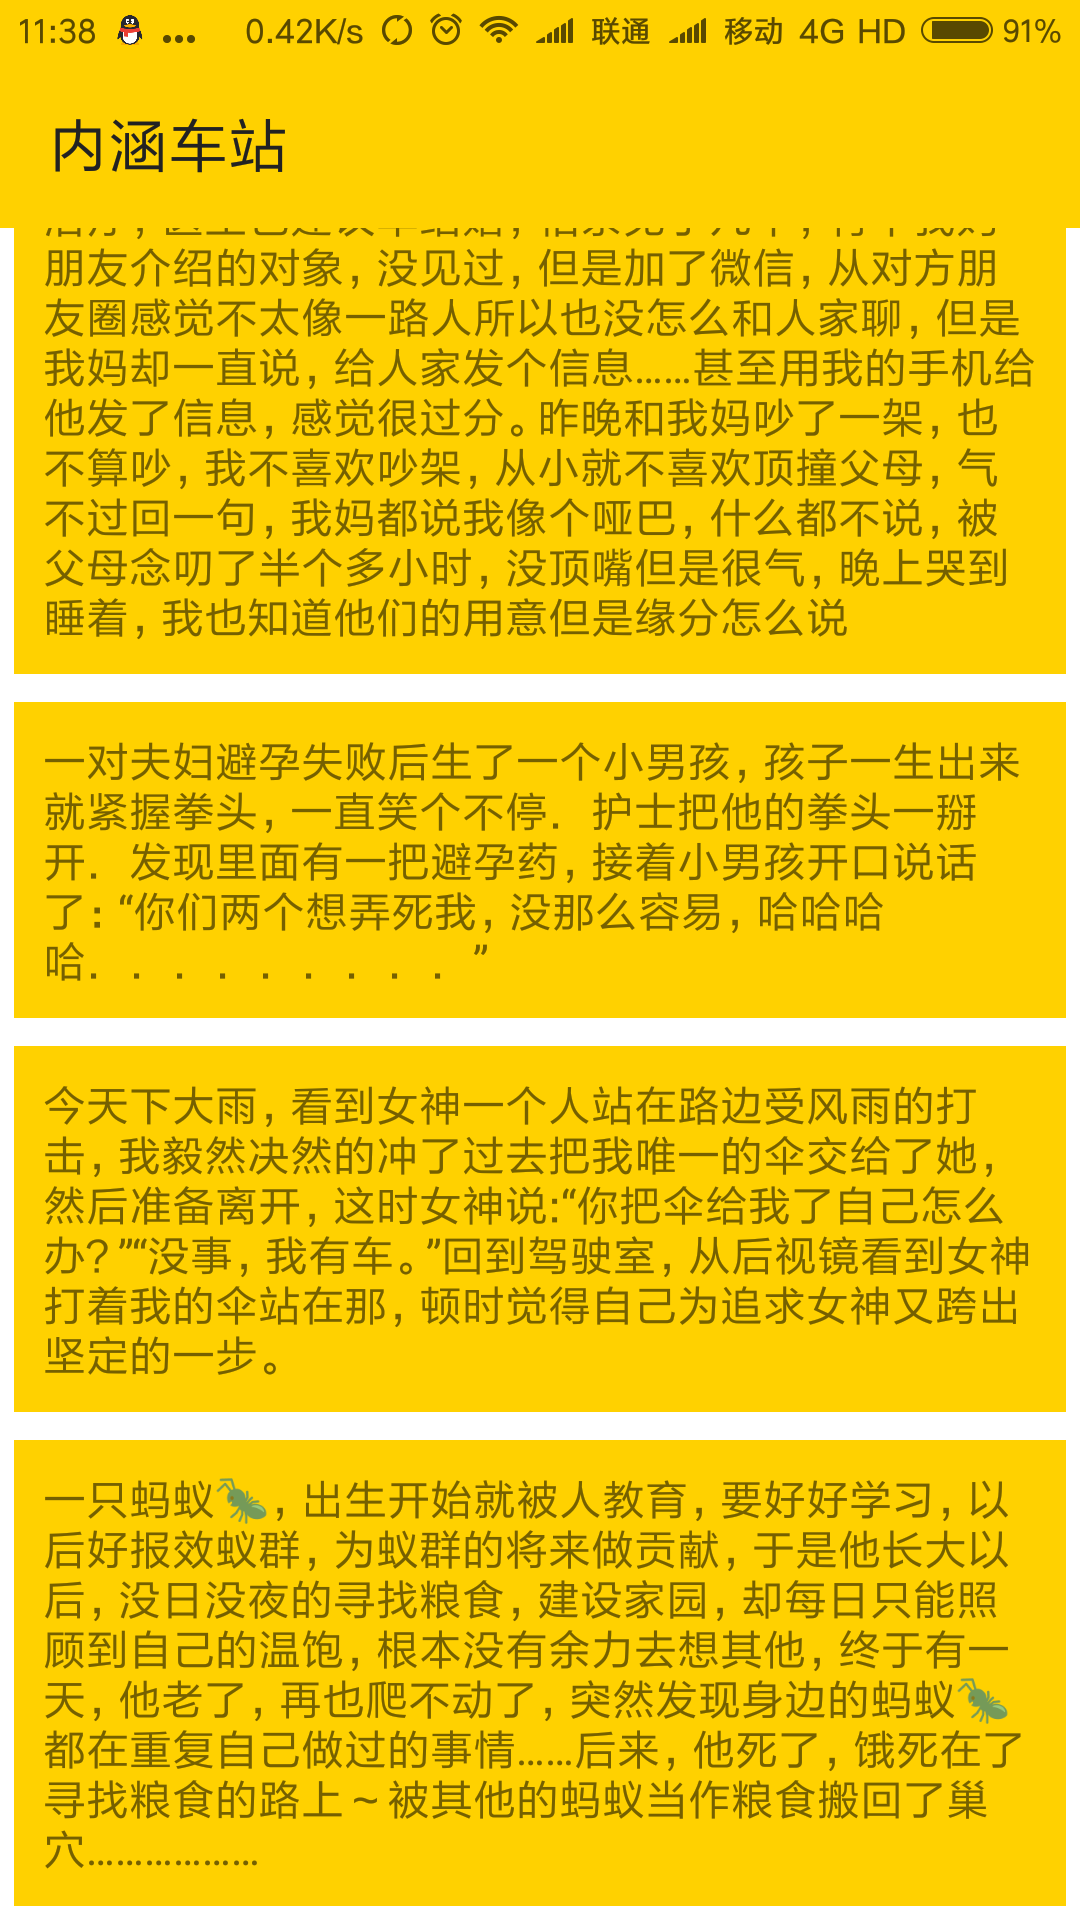 11:38 ... 0.42K/s 联通 移动 4G HD 91%
内涵车站
朋友介绍的对象，没见过，但是加了微信，从对方朋
友圈感觉不太像一路人所以也没怎么和人家聊，但是
我妈却一直说，给人家发个信息……甚至用我的手机给
他发了信息，感觉很过分。昨晚和我妈吵了一架，也
不算吵，我不喜欢吵架，从小就不喜欢顶撞父母，气
不过回一句，我妈都说我像个哑巴，什么都不说，被
父母念叨了半个多小时，没顶嘴但是很气，晚上哭到
睡着，我也知道他们的用意但是缘分怎么说
一对夫妇避孕失败后生了一个小男孩，孩子一生出来
就紧握拳头，一直笑个不停．护士把他的拳头一掰
开．发现里面有一把避孕药，接着小男孩开口说话
了：“你们两个想弄死我，没那么容易，哈哈哈
哈．．．．．．．．．”
今天下大雨，看到女神一个人站在路边受风雨的打
击，我毅然决然的冲了过去把我唯一的伞交给了她，
然后准备离开，这时女神说:“你把伞给我了自己怎么
办？”“没事，我有车。”回到驾驶室，从后视镜看到女神
打着我的伞站在那，顿时觉得自己为追求女神又跨出
坚定的一步。
一只蚂蚁🐜，出生开始就被人教育，要好好学习，以
后好报效蚁群，为蚁群的将来做贡献，于是他长大以
后，没日没夜的寻找粮食，建设家园，却每日只能照
顾到自己的温饱，根本没有余力去想其他，终于有一
天，他老了，再也爬不动了，突然发现身边的蚂蚁🐜
都在重复自己做过的事情……后来，他死了，饿死在了
寻找粮食的路上～被其他的蚂蚁当作粮食搬回了巢
穴………………